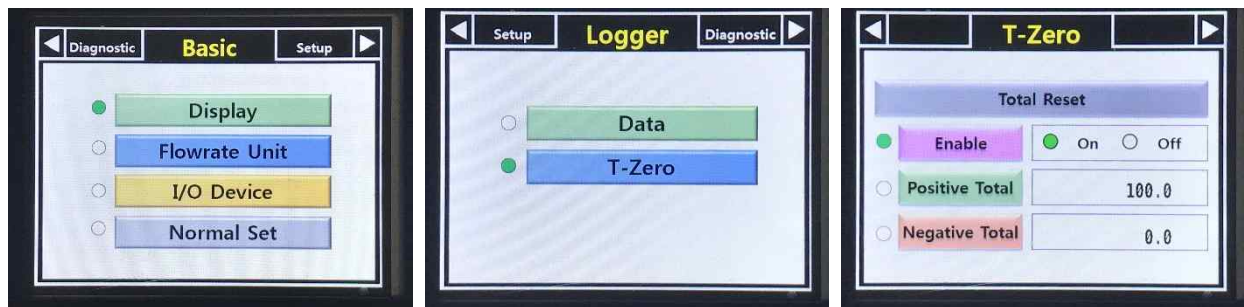 Diagnostic Basic Setup
Display
Flowrate Unit
I/O Device
Normal Set
Setup Logger Diagnostic
Data
T-Zero
T-Zero
Total Reset
Enable On Off
Positive Total 100.0
Negative Total 0.0